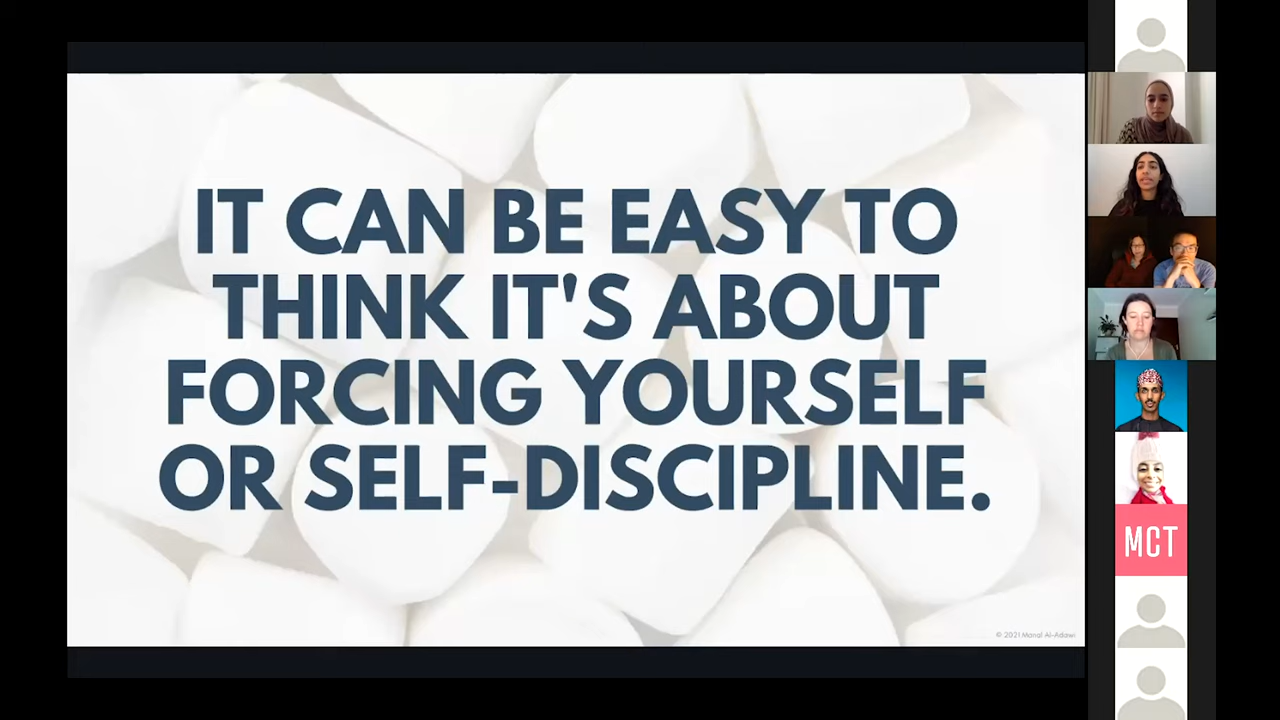 IT CAN BE EASY TO
THINK IT'S ABOUT
FORCING YOURSELF
OR SELF-DISCIPLINE.
© 2021 Manal Al-Adawi
MCT